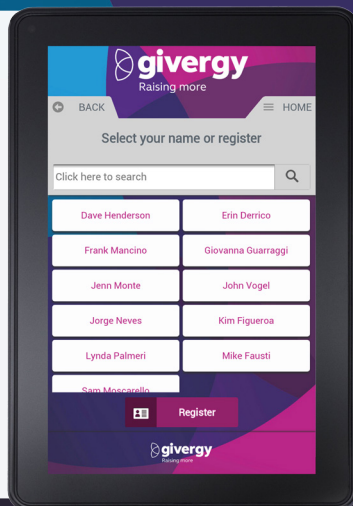 givergy
Raising more
BACK
HOME
Select your name or register
Click here to search
Dave Henderson
Erin Derrico
Frank Mancino
Giovanna Guarraggi
Jenn Monte
John Vogel
Jorge Neves
Kim Figueroa
Lynda Palmeri
Mike Fausti
Sam Moscarello
Register
givergy
Raising more